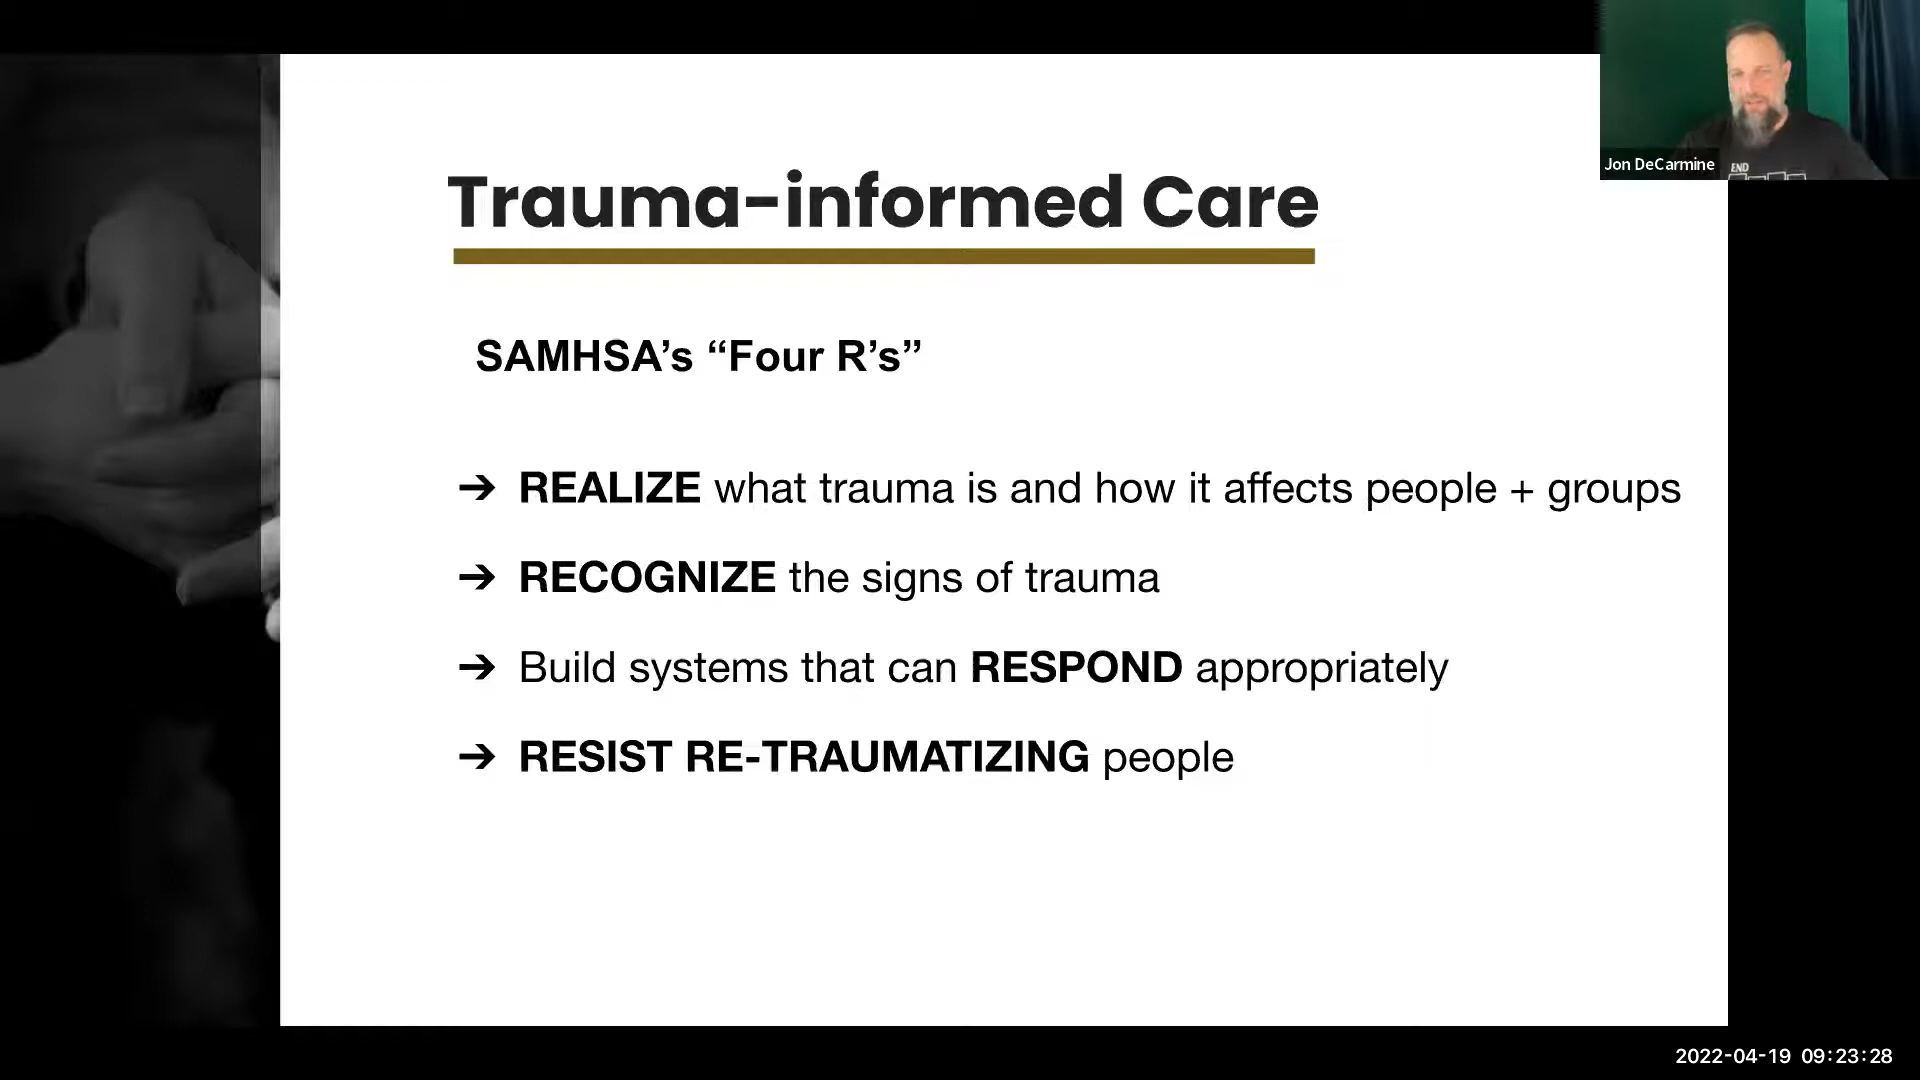 Trauma-informed Care
SAMHSA’s “Four R’s”
➔ REALIZE what trauma is and how it affects people + groups
➔ RECOGNIZE the signs of trauma
➔ Build systems that can RESPOND appropriately
➔ RESIST RE-TRAUMATIZING people
Jon DeCarmine
END
2022-04-19 09:23:28